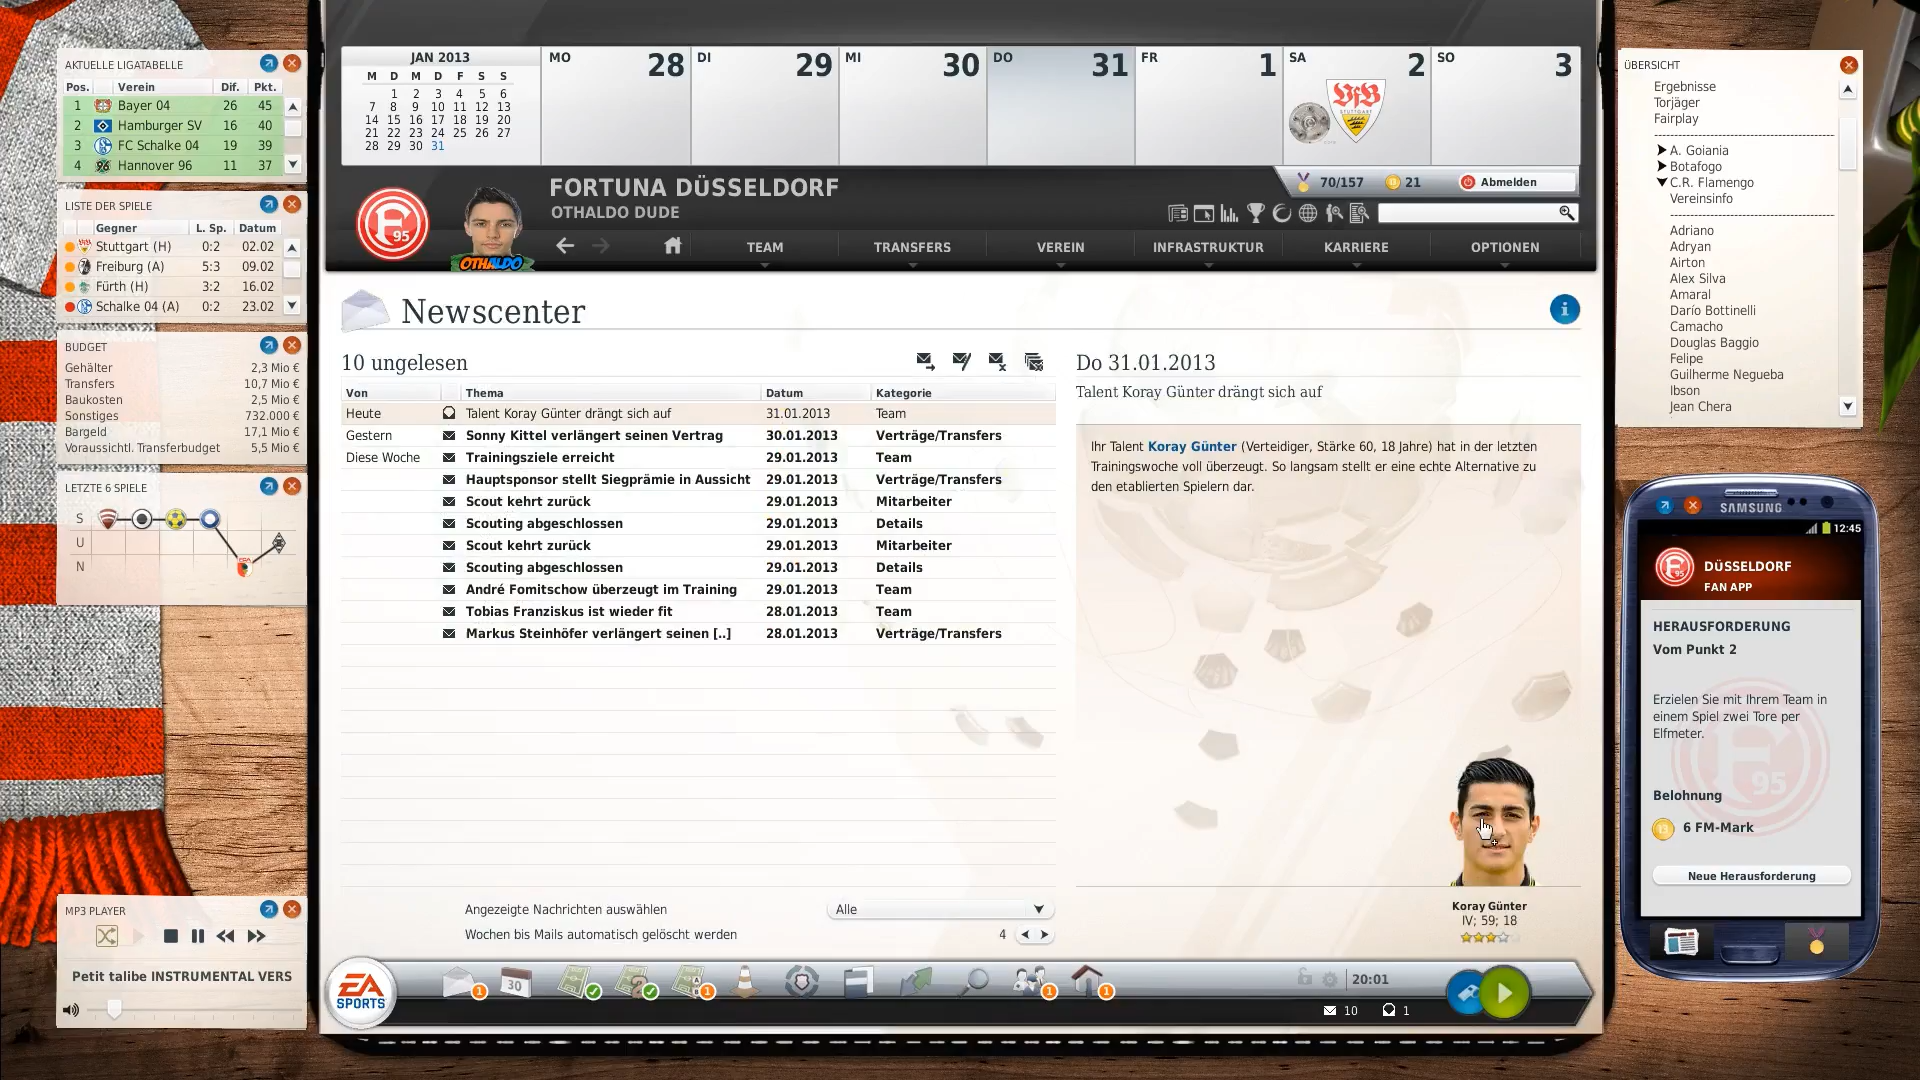 AKTUELLE LIGATABELLE
Pos. Verein Dif. Pkt.
1 Bayer 04 26 45
2 Hamburger SV 16 40
3 FC Schalke 04 19 39
4 Hannover 96 11 37
LISTE DER SPIELE
Gegner L. Sp. Datum
Stuttgart (H) 0:2 02.02
Freiburg (A) 5:3 09.02
Fürth (H) 3:2 16.02
Schalke 04 (A) 0:2 23.02
BUDGET
Gehälter 2,3 Mio €
Transfers 10,7 Mio €
Baukosten 2,5 Mio €
Sonstiges 732.000 €
Bargeld 17,1 Mio €
Voraussichtl. Transferbudget 5,5 Mio €
LETZTE 6 SPIELE
S
U
N
MP3 PLAYER
Petit talibe INSTRUMENTAL VERS
JAN 2013
M D M D F S S
1 2 3 4 5 6
7 8 9 10 11 12 13
14 15 16 17 18 19 20
21 22 23 24 25 26 27
28 29 30 31
MO 28
DI 29
MI 30
DO 31
FR 1
SA 2
SO 3
VfB
STUTTGART
F95
OTHALDO
FORTUNA DÜSSELDORF
OTHALDO DUDE
70/157
21
Abmelden
TEAM TRANSFERS VEREIN INFRASTRUKTUR KARRIERE OPTIONEN
Newscenter
10 ungelesen
Von Thema Datum Kategorie
Heute Talent Koray Günter drängt sich auf 31.01.2013 Team
Gestern Sonny Kittel verlängert seinen Vertrag 30.01.2013 Verträge/Transfers
Diese Woche Trainingsziele erreicht 29.01.2013 Team
Hauptsponsor stellt Siegprämie in Aussicht 29.01.2013 Verträge/Transfers
Scout kehrt zurück 29.01.2013 Mitarbeiter
Scouting abgeschlossen 29.01.2013 Details
Scout kehrt zurück 29.01.2013 Mitarbeiter
Scouting abgeschlossen 29.01.2013 Details
André Fomitschow überzeugt im Training 29.01.2013 Team
Tobias Franziskus ist wieder fit 28.01.2013 Team
Markus Steinhöfer verlängert seinen [..] 28.01.2013 Verträge/Transfers
Angezeigte Nachrichten auswählen Alle
Wochen bis Mails automatisch gelöscht werden 4
Do 31.01.2013
Talent Koray Günter drängt sich auf
Ihr Talent Koray Günter (Verteidiger, Stärke 60, 18 Jahre) hat in der letzten
Trainingswoche voll überzeugt. So langsam stellt er eine echte Alternative zu
den etablierten Spielern dar.
Koray Günter
IV; 59; 18
EA
SPORTS
1
30
1
1
1
20:01
10
1
ÜBERSICHT
Ergebnisse
Torjäger
Fairplay
A. Goiania
Botafogo
C.R. Flamengo
Vereinsinfo
Adriano
Adryan
Airton
Alex Silva
Amaral
Darío Bottinelli
Camacho
Douglas Baggio
Felipe
Guilherme Negueba
Ibson
Jean Chera
SAMSUNG
12:45
F95
DÜSSELDORF
FAN APP
HERAUSFORDERUNG
Vom Punkt 2
Erzielen Sie mit Ihrem Team in
einem Spiel zwei Tore per
Elfmeter.
Belohnung
6 FM-Mark
Neue Herausforderung